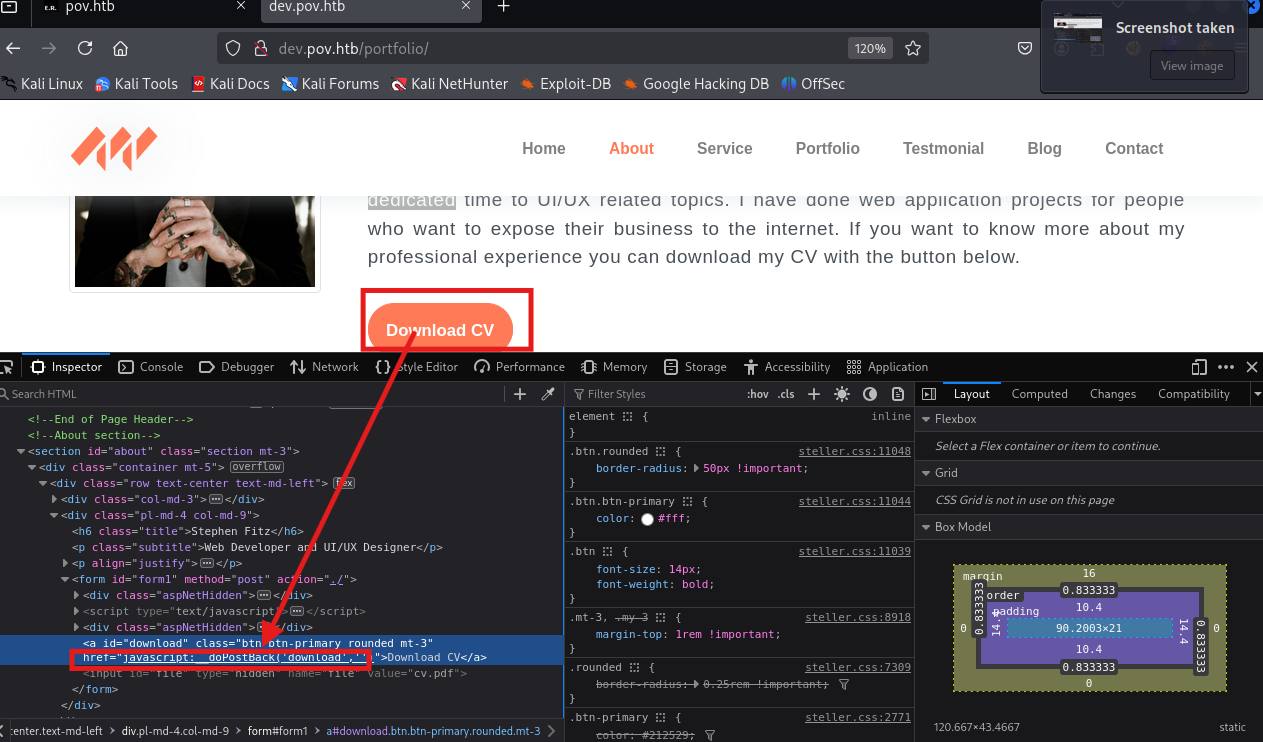 E.R. pov.htb
dev.pov.htb
Screenshot taken
View image
dev.pov.htb/portfolio/
120%
Kali Linux
Kali Tools
Kali Docs
Kali Forums
Kali NetHunter
Exploit-DB
Google Hacking DB
OffSec
Home
About
Service
Portfolio
Testmonial
Blog
Contact
dedicated time to UI/UX related topics. I have done web application projects for people
who want to expose their business to the internet. If you want to know more about my
professional experience you can download my CV with the button below.
Download CV
Inspector
Console
Debugger
Network
{} Style Editor
Performance
Memory
Storage
Accessibility
Application
Search HTML
<!--End of Page Header-->
<!--About section-->
<section id="about" class="section mt-3">
<div class="container mt-5"> overflow
<div class="row text-center text-md-left"> flex
<div class="col-md-3"></div>
<div class="pl-md-4 col-md-9">
<h6 class="title">Stephen Fitz</h6>
<p class="subtitle">Web Developer and UI/UX Designer</p>
<p align="justify"></p>
<form id="form1" method="post" action="./">
<div class="aspNetHidden"></div>
<script type="text/javascript"></script>
<div class="aspNetHidden"></div>
<a id="download" class="btn btn-primary rounded mt-3"
href="javascript:__doPostBack('download','')">Download CV</a>
<input id="file" type="hidden" name="file" value="cv.pdf">
</form>
</div>
:enter.text-md-left
div.pl-md-4.col-md-9
form#form1
a#download.btn.btn-primary.rounded.mt-3
Filter Styles
:hov .cls
element {
inline
}
.btn.rounded {
steller.css:11048
border-radius: 50px !important;
}
.btn.btn-primary {
steller.css:11044
color: #fff;
}
.btn {
steller.css:11039
font-size: 14px;
font-weight: bold;
}
.mt-3, .my-3 {
steller.css:8918
margin-top: 1rem !important;
}
.rounded {
steller.css:7309
border-radius: 0.25rem !important;
}
.btn-primary {
steller.css:2771
color: #212529;
Layout
Computed
Changes
Compatibility
Flexbox
Select a Flex container or item to continue.
Grid
CSS Grid is not in use on this page
Box Model
margin
16
border
0.833333
padding
10.4
0
0.833333
14.4
90.2003×21
14.4
0.833333
0
10.4
0.833333
0
120.667×43.4667
static